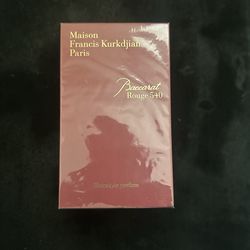 Maison
Francis Kurkdjian
Paris
Baccarat
Rouge 540